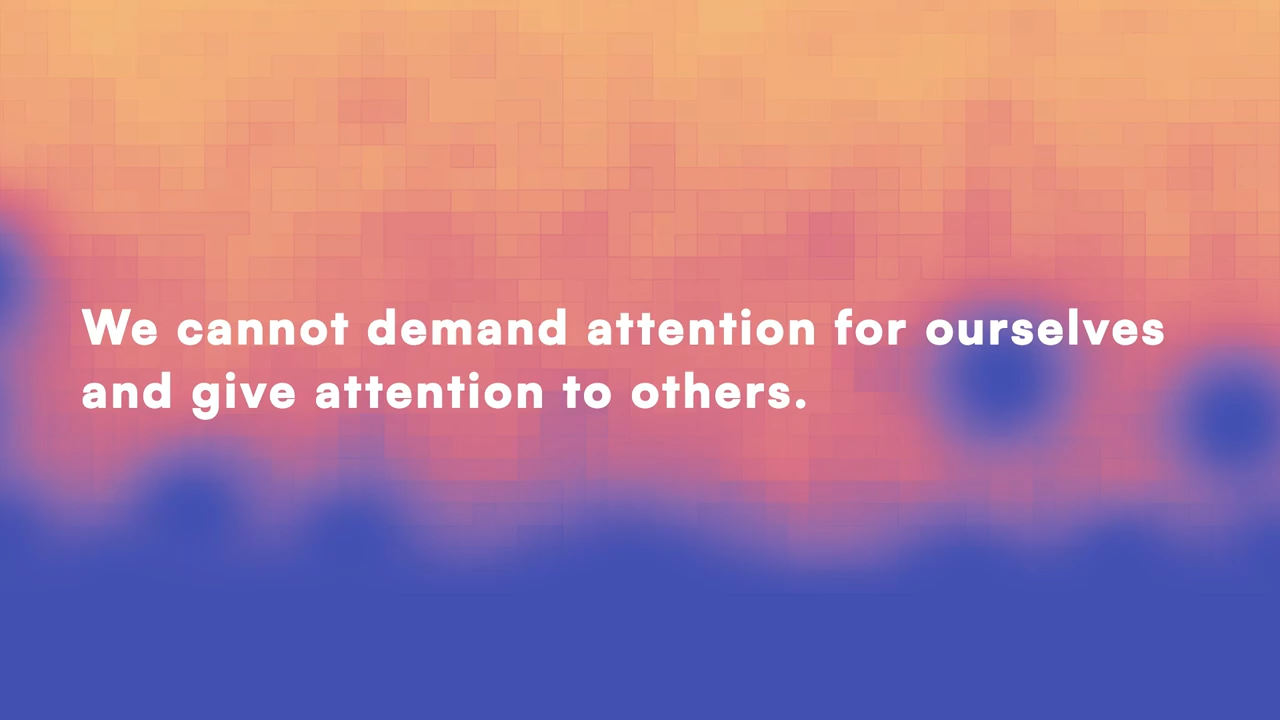 We cannot demand attention for ourselves
and give attention to others.